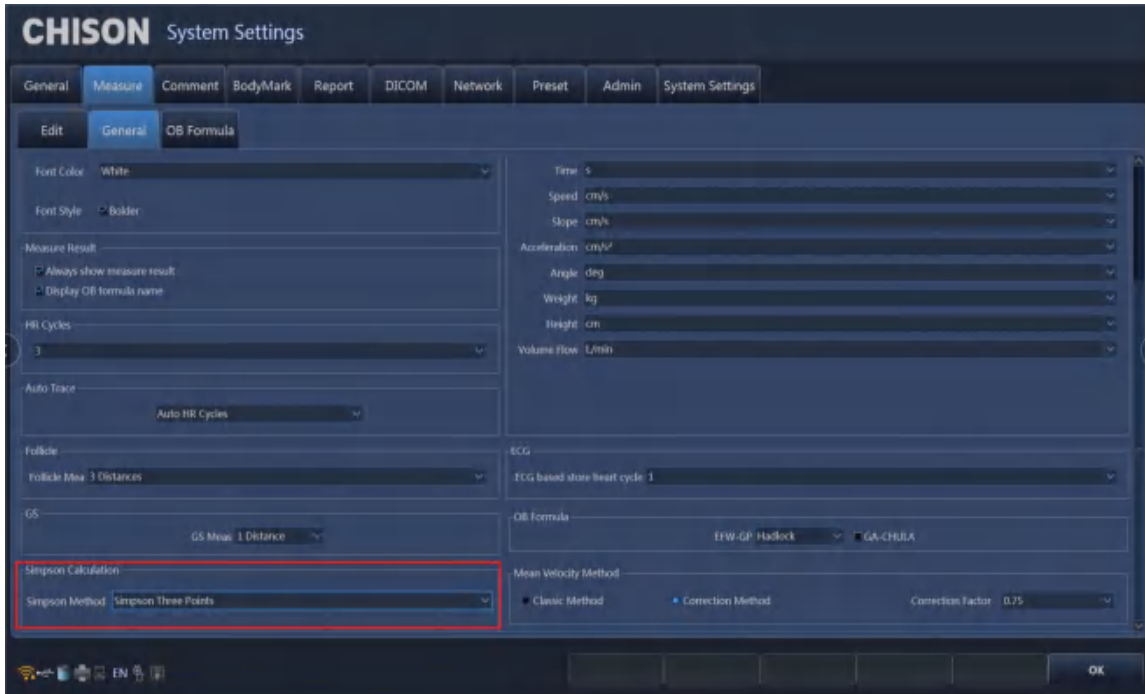 CHISON System Settings
General Measure Comment BodyMark Report DICOM Network Preset Admin System Settings
Edit General OB Formula
Font Color White
Font Style Bolder
Measure Result
Always show measure result
Display OB formula name
HR Cycles
3
Auto Trace
Auto HR Cycles
Follicle
Follicle Mea 3 Distances
GS
GS Meas 1 Distance
Simpson Calculation
Simpson Method Simpson Three Points
Time s
Speed cm/s
Slope cm/s
Acceleration cm/s²
Angle deg
Weight kg
Height cm
Volume Flow L/min
ECG
ECG based store heart cycle 1
OB Formula
EFW-GP Hadlock GA-CHULA
Mean Velocity Method
Classic Method Correction Method Correction Factor 0.75
EN
OK